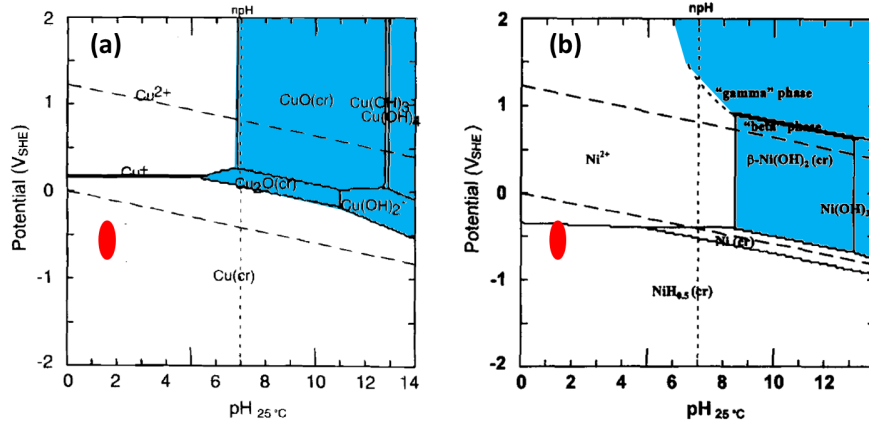 (a)
npH
2
1
0
-1
-2
Potential (VSHE)
Cu2+
CuO(cr)
Cu(OH)3-
Cu(OH)4
Cu+
Cu2O(cr)
Cu(OH)2-
Cu(cr)
0 2 4 6 8 10 12 14
pH 25 °C
(b)
npH
2
1
0
-1
-2
Potential (VSHE)
"gamma" phase
"beta" phase
Ni2+
β-Ni(OH)2 (cr)
Ni(OH)
Ni(cr)
NiH0.5 (cr)
0 2 4 6 8 10 12
pH 25 °C